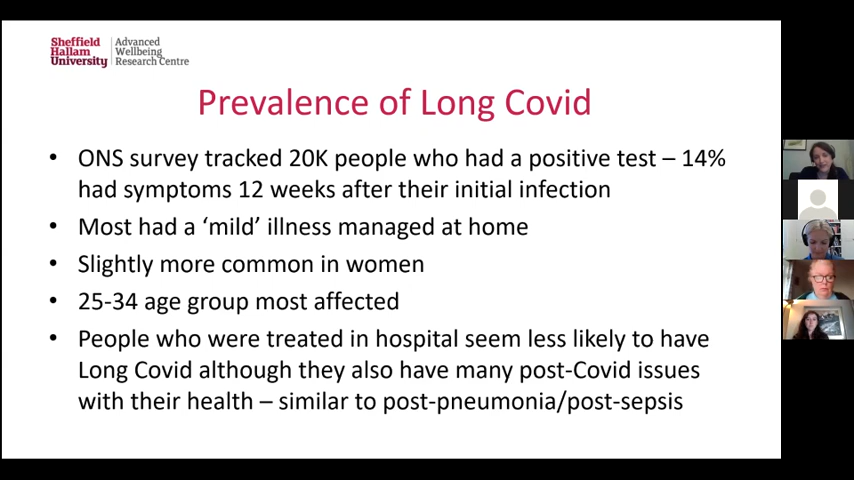 Sheffield
Hallam
University
Advanced
Wellbeing
Research Centre
Prevalence of Long Covid
• ONS survey tracked 20K people who had a positive test – 14%
had symptoms 12 weeks after their initial infection
• Most had a ‘mild’ illness managed at home
• Slightly more common in women
• 25-34 age group most affected
• People who were treated in hospital seem less likely to have
Long Covid although they also have many post-Covid issues
with their health – similar to post-pneumonia/post-sepsis